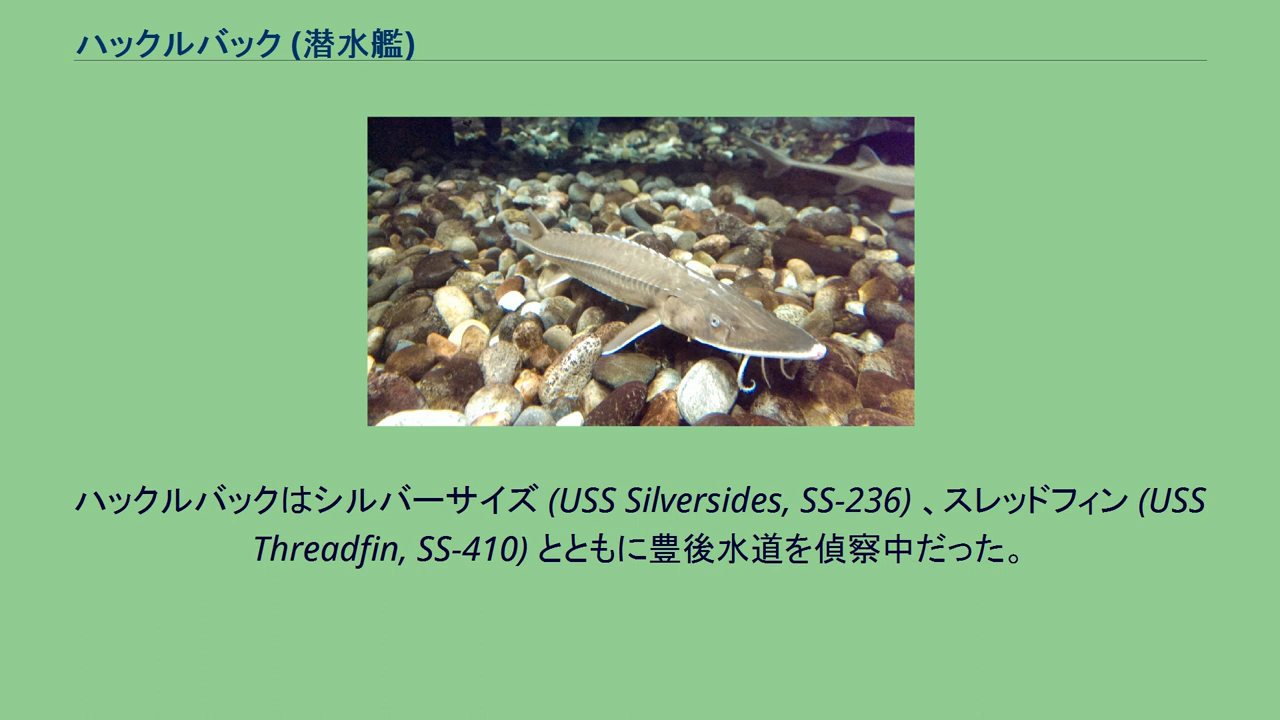 ハックルバック (潜水艦)
ハックルバックはシルバーサイズ (USS Silversides, SS-236) 、スレッドフィン (USS
Threadfin, SS-410) とともに豊後水道を偵察中だった。